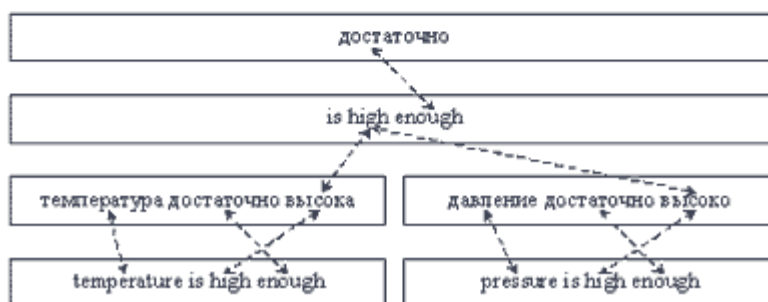 достаточно
is high enough
температура достаточно высока
давление достаточно высоко
temperature is high enough
pressure is high enough